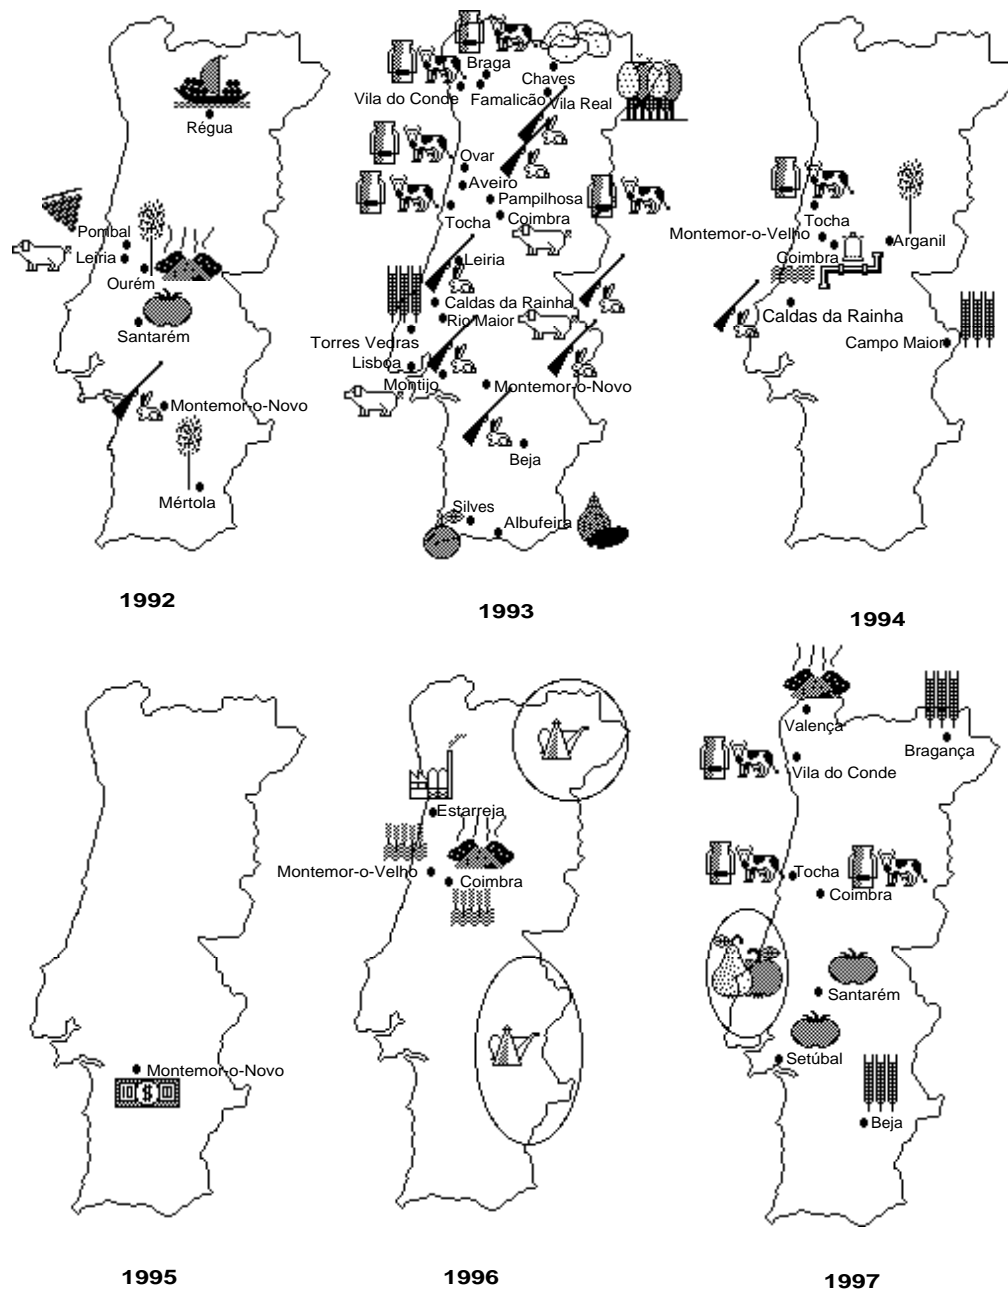 Régua
Pombal
Leiria
Ourém
Santarém
Montemor-o-Novo
Mértola
1992
Braga
Chaves
Vila do Conde
Famalicão
Vila Real
Ovar
Aveiro
Pampilhosa
Tocha
Coimbra
Leiria
Caldas da Rainha
Rio Maior
Torres Vedras
Lisboa
Montijo
Montemor-o-Novo
Beja
Silves
Albufeira
1993
Tocha
Montemor-o-Velho
Arganil
Coimbra
Caldas da Rainha
Campo Maior
1994
Montemor-o-Novo
$
1995
Estarreja
Montemor-o-Velho
Coimbra
1996
Valença
Bragança
Vila do Conde
Tocha
Coimbra
Santarém
Setúbal
Beja
1997